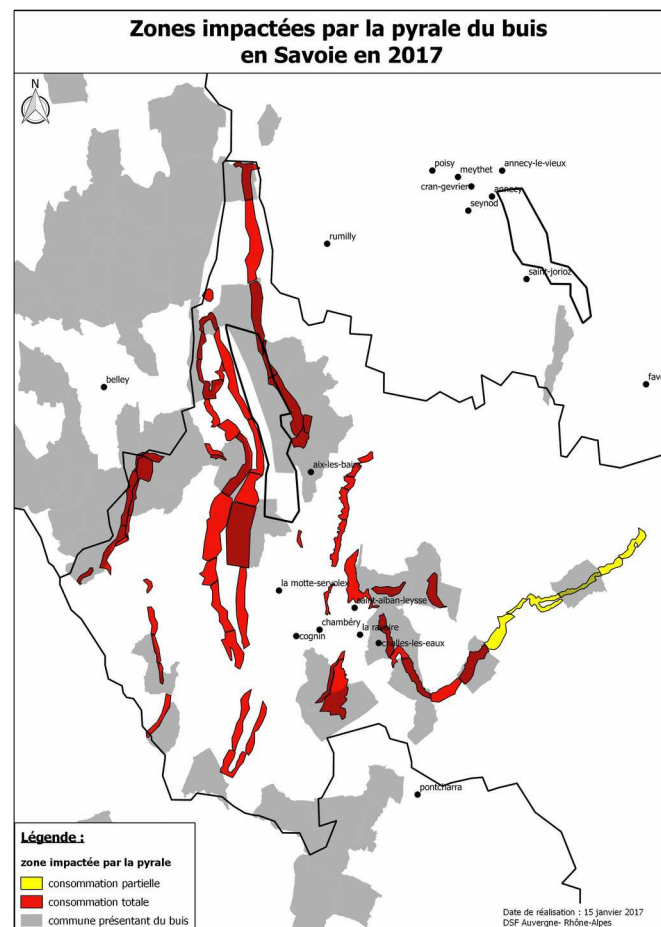 Zones impactées par la pyrale du buis
en Savoie en 2017
N
poisy
meythet
annecy-le-vieux
cran-gevrier
annecy
seynod
rumilly
saint-jorioz
belley
aix-les-bains
la motte-servolex
saint-alban-leysse
chambéry
la ravoire
cognin
challes-les-eaux
pontcharra
Légende :
zone impactée par la pyrale
consommation partielle
consommation totale
commune présentant du buis
Date de réalisation : 15 janvier 2017
DSF Auvergne- Rhône-Alpes